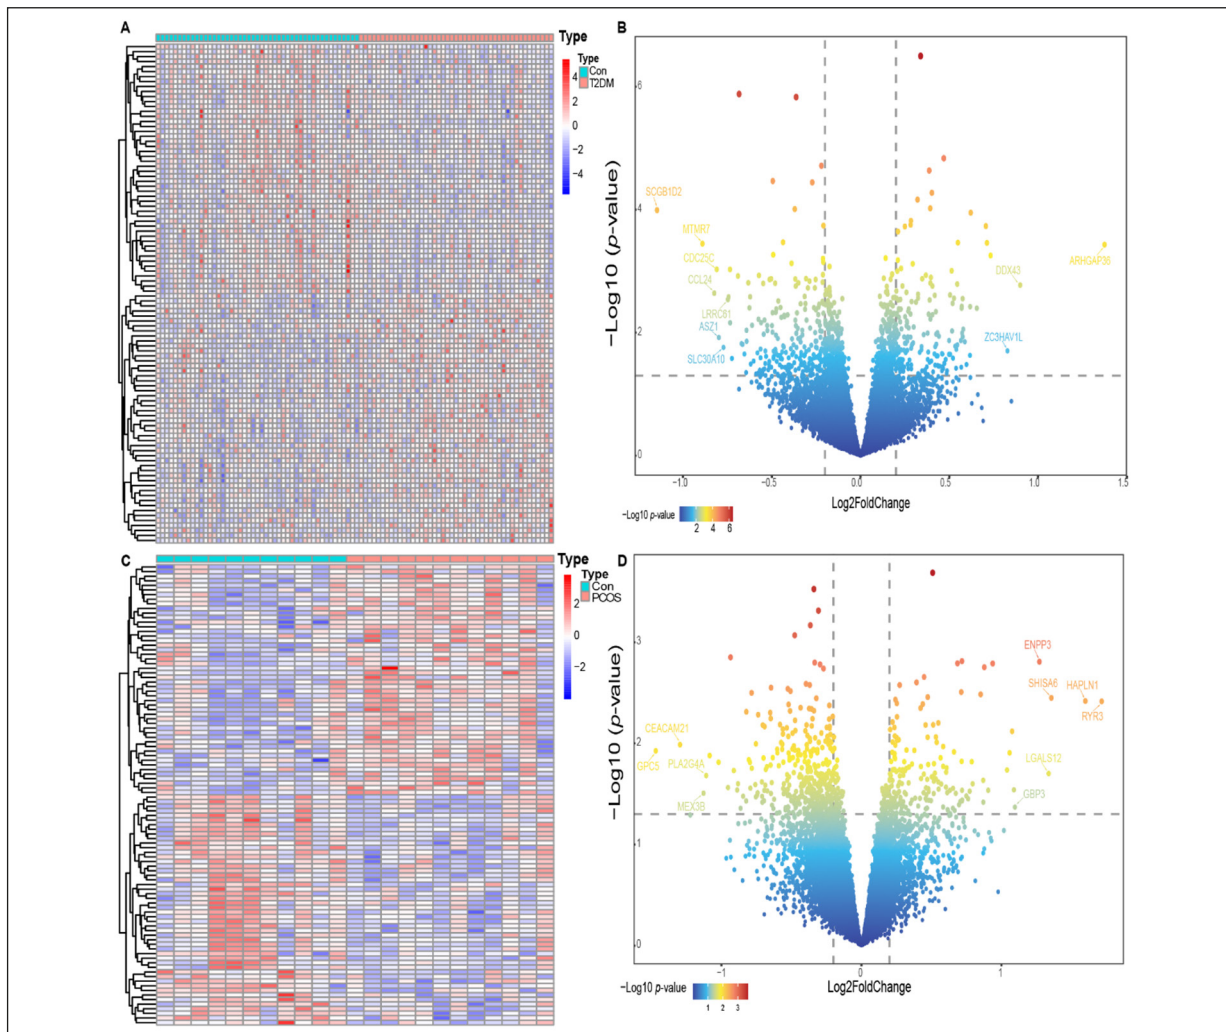 A
Type
Type
Con
T2DM
4
2
0
−2
−4
B
−Log10 (p-value)
6
4
2
0
SCGB1D2
MTMR7
CDC25C
CCL24
LRRC81
ASZ1
SLC30A10
DDX43
ARHGAP36
ZC3HAV1L
−1.0 −0.5 0.0 0.5 1.0 1.5
Log2FoldChange
−Log10 p-value
2 4 6
C
Type
Type
Con
PCOS
2
0
−2
D
−Log10 (p-value)
3
2
1
0
ENPP3
SHISA6
HAPLN1
RYR3
CEACAM21
GPC5
PLA2G4A
MEX3B
LGALS12
GBP3
−1 0 1
Log2FoldChange
−Log10 p-value
1 2 3